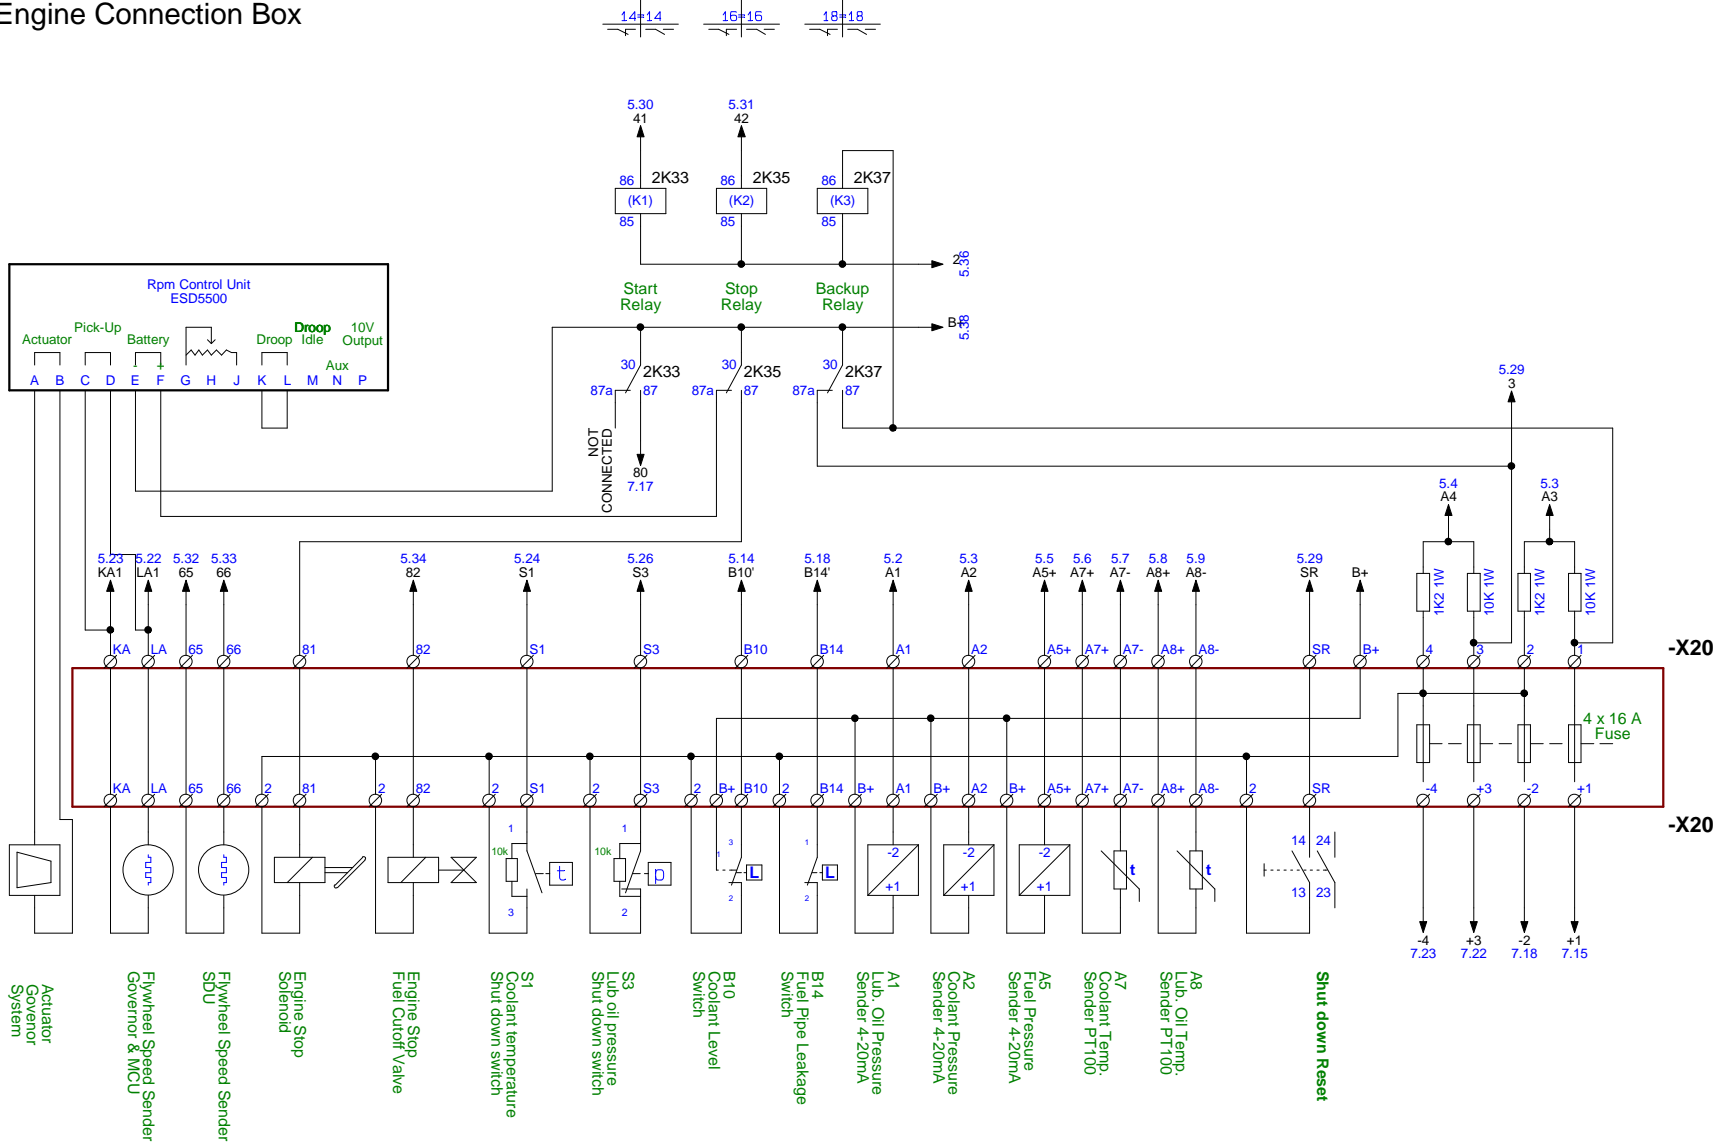 Engine Connection Box
14=14 16=16 18=18
5.30 5.31
41 42
86 2K33 86 2K35 86 2K37
(K1) (K2) (K3)
85 85 85
2
5.36
Start Relay
Stop Relay
Backup Relay
B+
5.38
Rpm Control Unit
ESD5500
Actuator Pick-Up Battery Droop Droop Idle 10V Output
Aux
- +
A B C D E F G H J K L M N P
30 2K33 30 2K35 30 2K37
87a 87 87a 87 87a 87
NOT
CONNECTED
80
7.17
5.29
3
5.4 5.3
A4 A3
1K2 1W 10K 1W 1K2 1W 10K 1W
5.23 5.22 5.32 5.33 5.34 5.24 5.26 5.14 5.18 5.2 5.3 5.5 5.6 5.7 5.8 5.9 5.29
KA1 LA1 65 66 82 S1 S3 B10' B14' A1 A2 A5+ A7+ A7- A8+ A8- SR B+
KA LA 65 66 81 82 S1 S3 B10 B14 A1 A2 A5+ A7+ A7- A8+ A8- SR B+ 4 3 2 1
-X20
4 x 16 A
Fuse
KA LA 65 66 2 81 2 82 2 S1 2 S3 2 B+ B10 2 B14 B+ A1 B+ A2 B+ A5+ A7+ A7- A8+ A8- 2 SR -4 +3 -2 +1
-X20
1 1 3 1 14 24
10k 10k 1 -2 -2 -2
t p L L t t
+1 +1 +1 13 23
3 2 2 2
-4 +3 -2 +1
7.23 7.22 7.18 7.15
Actuator
Govenor
System
Flywheel Speed Sender
Governor & MCU
Flywheel Speed Sender
SDU
Engine Stop
Solenoid
Engine Stop
Fuel Cutoff Valve
S1
Coolant temperature
Shut down switch
S3
Lub oil pressure
Shut down switch
B10
Coolant Level
Switch
B14
Fuel Pipe Leakage
Switch
A1
Lub. Oil Pressure
Sender 4-20mA
A2
Coolant Pressure
Sender 4-20mA
A5
Fuel Pressure
Sender 4-20mA
A7
Coolant Temp.
Sender PT100
A8
Lub. Oil Temp.
Sender PT100
Shut down Reset